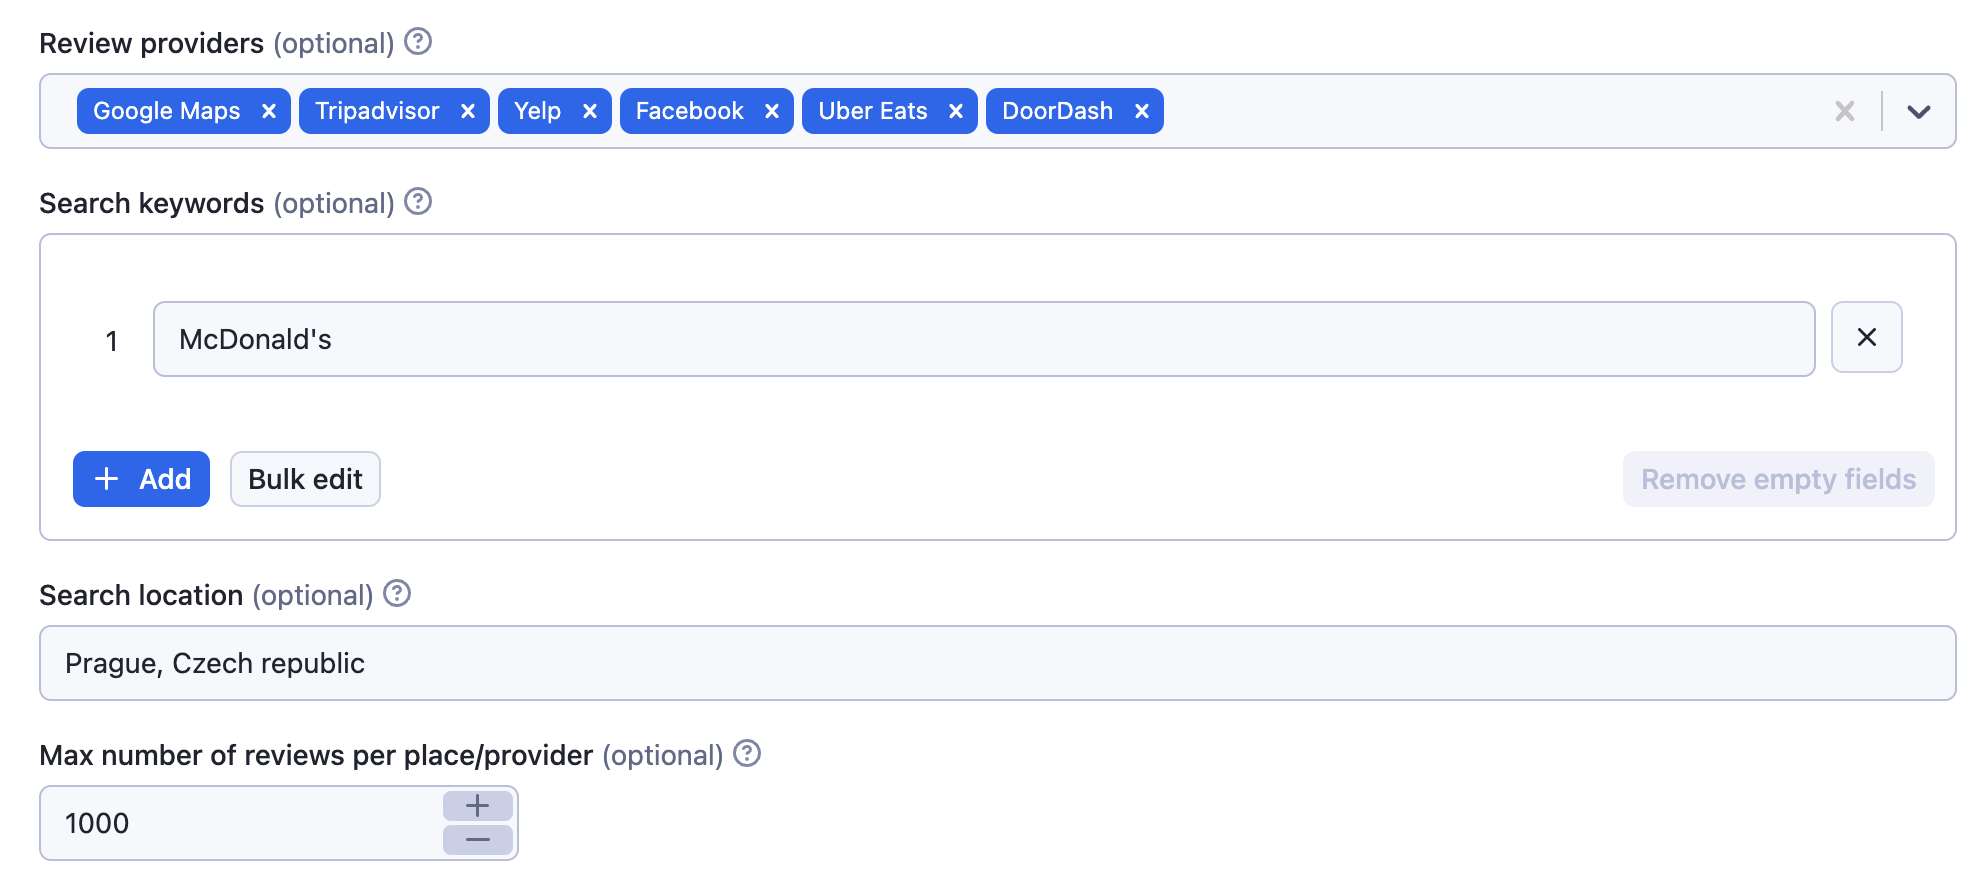 Review providers (optional)
Google Maps Tripadvisor Yelp Facebook Uber Eats DoorDash
Search keywords (optional)
1 McDonald's
Add Bulk edit Remove empty fields
Search location (optional)
Prague, Czech republic
Max number of reviews per place/provider (optional)
1000